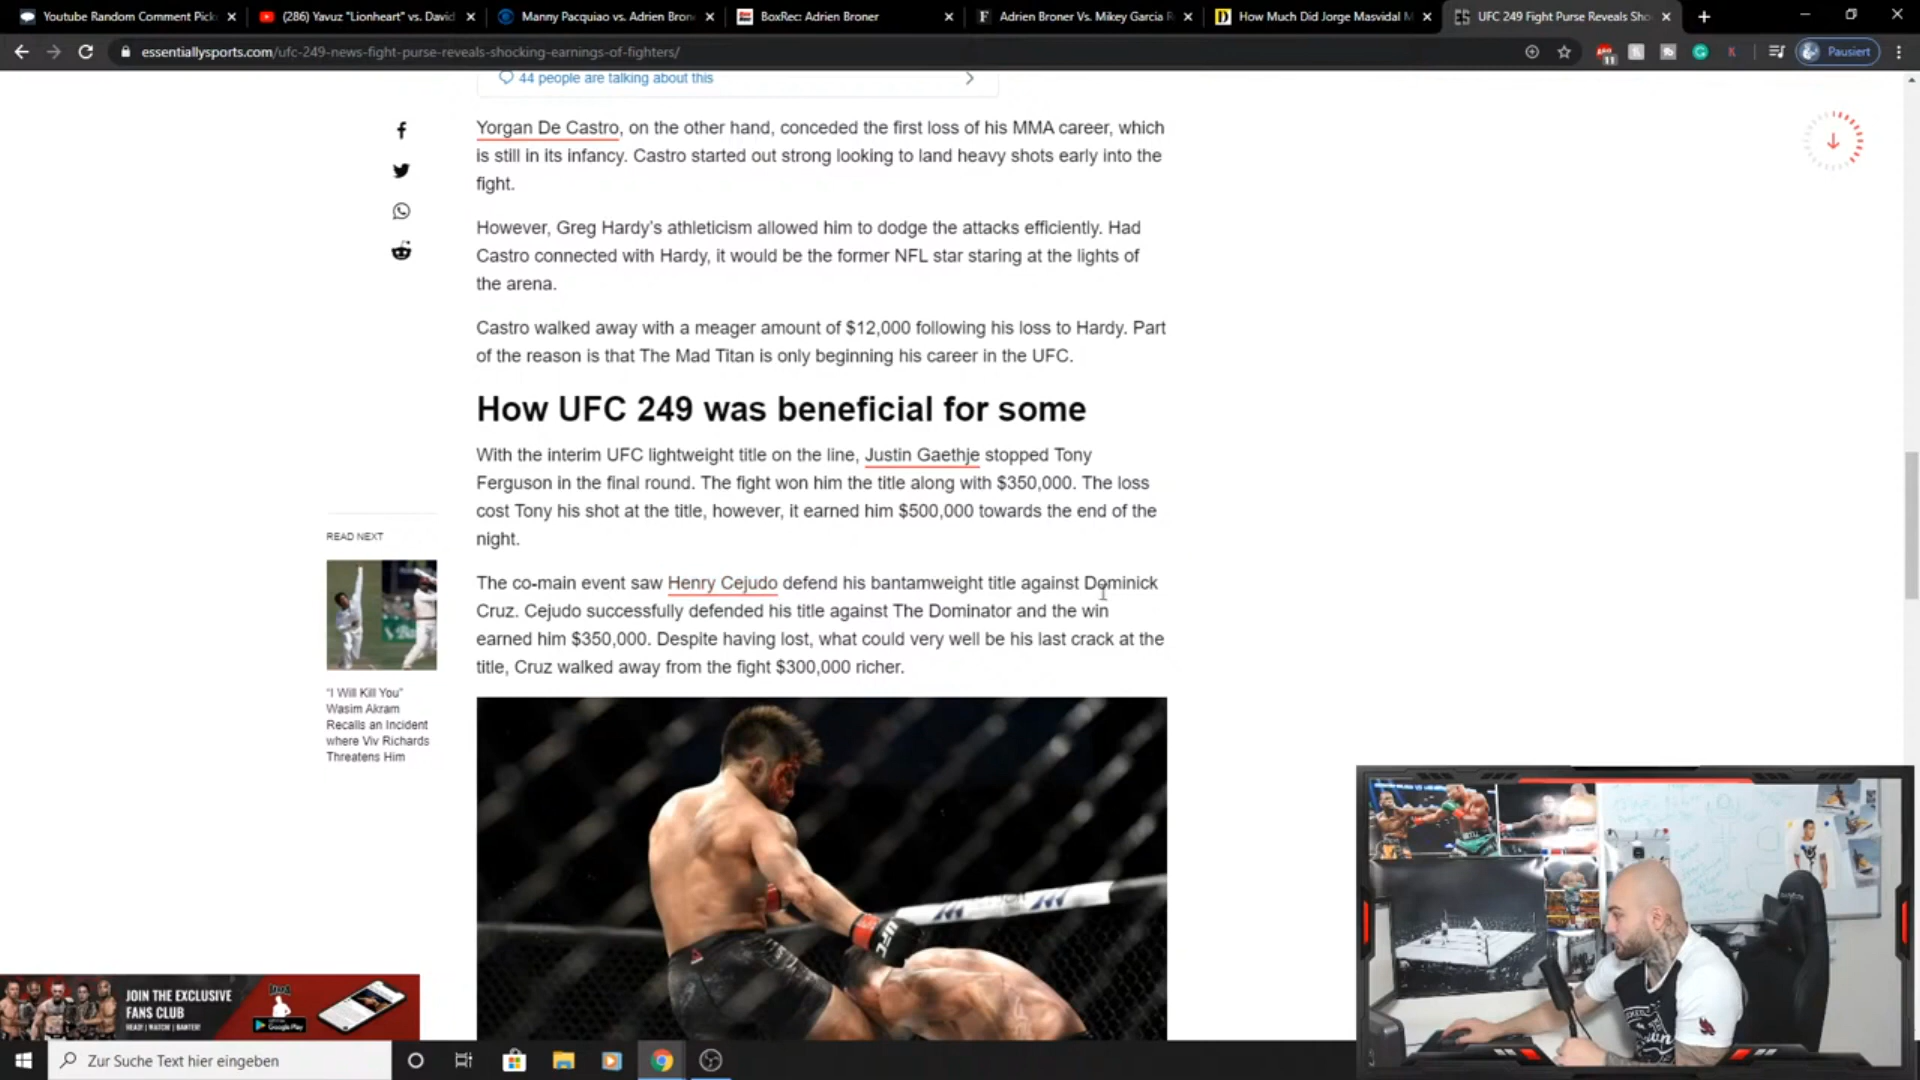 Youtube Random Comment Pick
(286) Yavuz "Lionheart" vs. David
Manny Pacquiao vs. Adrien Bron
BoxRec: Adrien Broner
Adrien Broner Vs. Mikey Garcia R
How Much Did Jorge Masvidal M
UFC 249 Fight Purse Reveals Sho
essentiallysports.com/ufc-249-news-fight-purse-reveals-shocking-earnings-of-fighters/
11
Pausiert
44 people are talking about this
Yorgan De Castro, on the other hand, conceded the first loss of his MMA career, which
is still in its infancy. Castro started out strong looking to land heavy shots early into the
fight.
However, Greg Hardy's athleticism allowed him to dodge the attacks efficiently. Had
Castro connected with Hardy, it would be the former NFL star staring at the lights of
the arena.
Castro walked away with a meager amount of $12,000 following his loss to Hardy. Part
of the reason is that The Mad Titan is only beginning his career in the UFC.
How UFC 249 was beneficial for some
With the interim UFC lightweight title on the line, Justin Gaethje stopped Tony
Ferguson in the final round. The fight won him the title along with $350,000. The loss
cost Tony his shot at the title, however, it earned him $500,000 towards the end of the
night.
The co-main event saw Henry Cejudo defend his bantamweight title against Dominick
Cruz. Cejudo successfully defended his title against The Dominator and the win
earned him $350,000. Despite having lost, what could very well be his last crack at the
title, Cruz walked away from the fight $300,000 richer.
READ NEXT
"I Will Kill You"
Wasim Akram
Recalls an Incident
where Viv Richards
Threatens Him
UFC
JOIN THE EXCLUSIVE
FANS CLUB
READ! | WATCH! | BANTER!
Google Play
Zur Suche Text hier eingeben